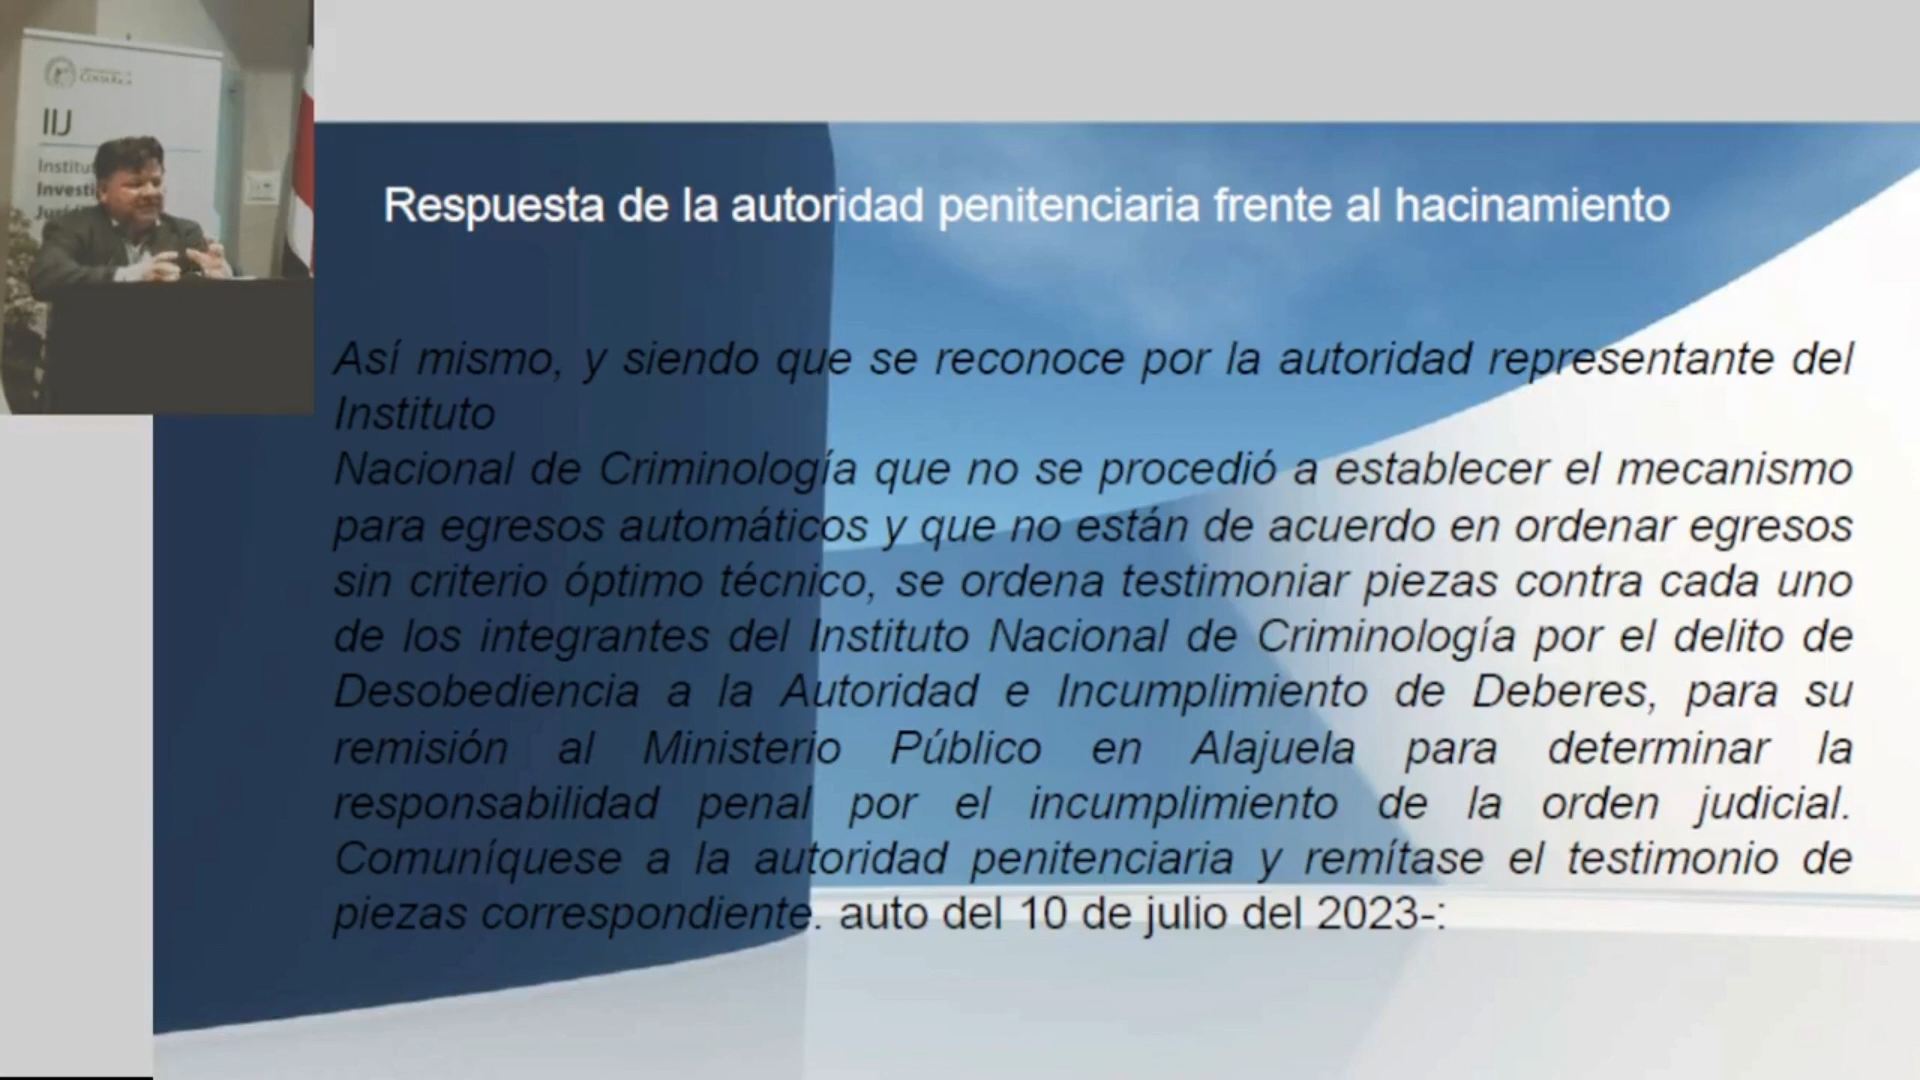 COSTA RICA
IIJ
Institu
Investi
Respuesta de la autoridad penitenciaria frente al hacinamiento
Así mismo, y siendo que se reconoce por la autoridad representante del
Instituto
Nacional de Criminología que no se procedió a establecer el mecanismo
para egresos automáticos y que no están de acuerdo en ordenar egresos
sin criterio óptimo técnico, se ordena testimoniar piezas contra cada uno
de los integrantes del Instituto Nacional de Criminología por el delito de
Desobediencia a la Autoridad e Incumplimiento de Deberes, para su
remisión al Ministerio Público en Alajuela para determinar la
responsabilidad penal por el incumplimiento de la orden judicial.
Comuníquese a la autoridad penitenciaria y remítase el testimonio de
piezas correspondiente. auto del 10 de julio del 2023-: